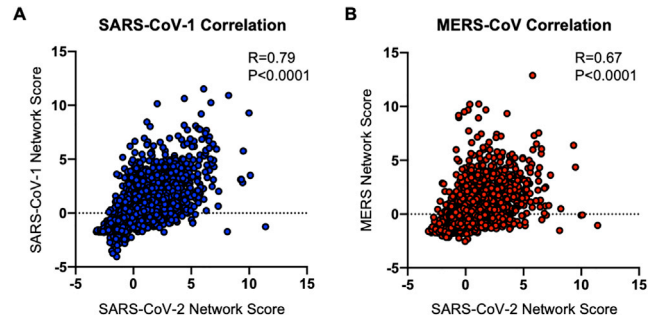 A
SARS-CoV-1 Correlation
R=0.79
P<0.0001
SARS-CoV-1 Network Score
15
10
5
0
-5
-5
0
5
10
15
SARS-CoV-2 Network Score
B
MERS-CoV Correlation
R=0.67
P<0.0001
MERS Network Score
15
10
5
0
-5
-5
0
5
10
15
SARS-CoV-2 Network Score